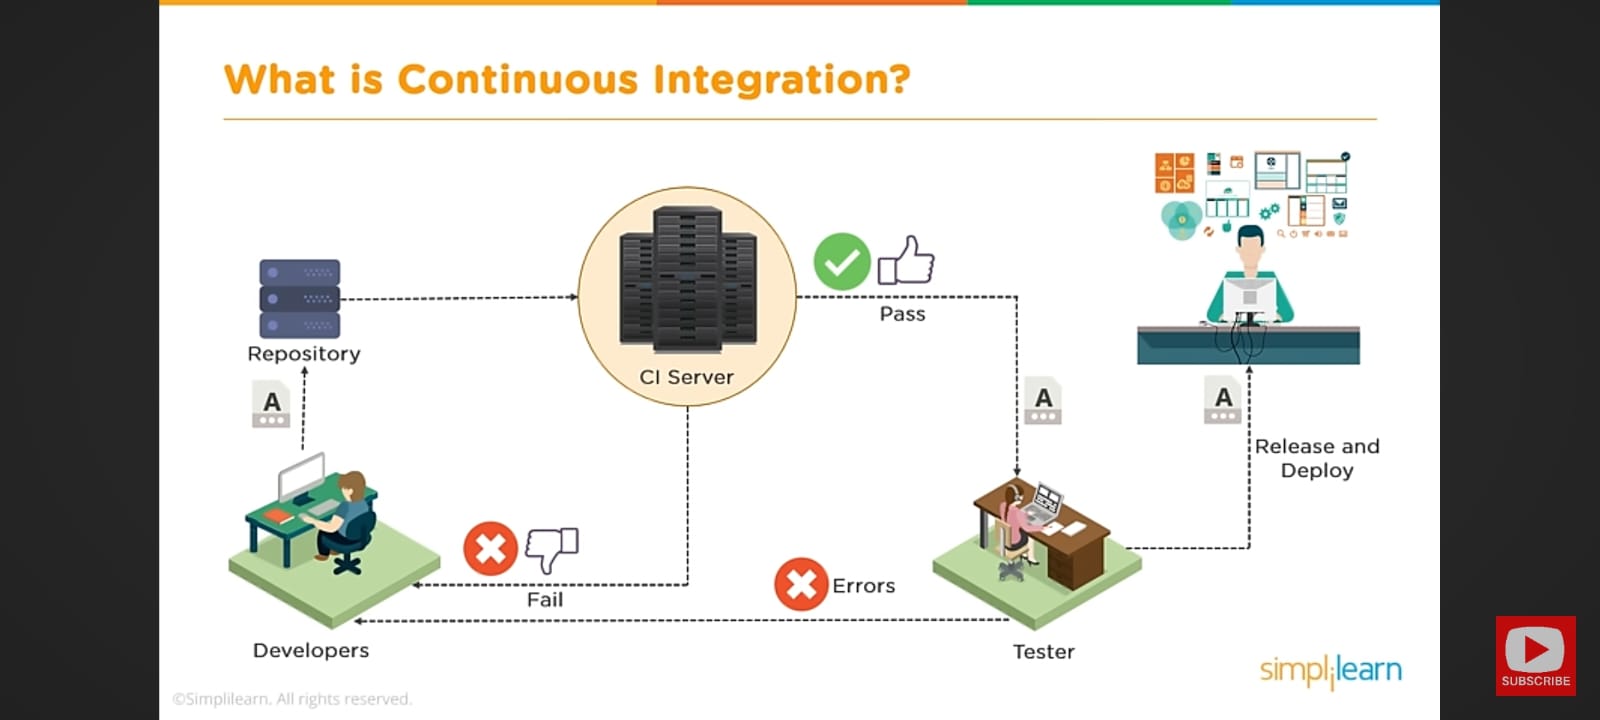 What is Continuous Integration?
Repository
CI Server
Pass
A
A
A
Release and
Deploy
Fail
Errors
Developers
Tester
simplilearn
SUBSCRIBE
©Simplilearn. All rights reserved.